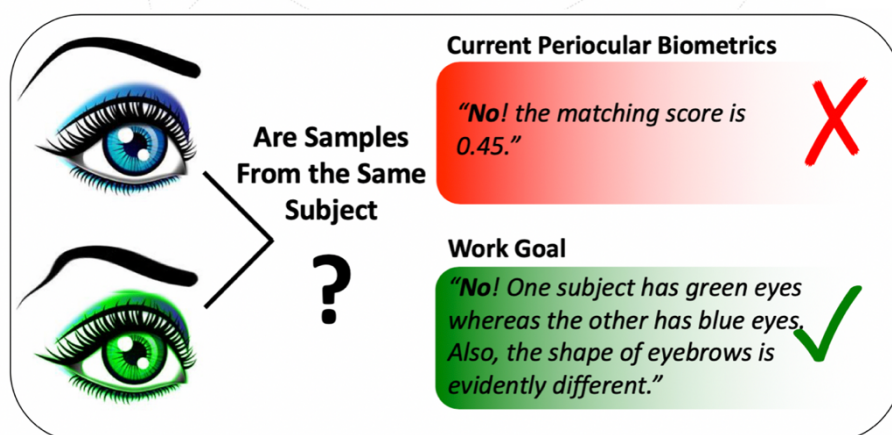 Current Periocular Biometrics
“No! the matching score is
0.45.”
Are Samples
From the Same
Subject
?
Work Goal
“No! One subject has green eyes
whereas the other has blue eyes.
Also, the shape of eyebrows is
evidently different.”